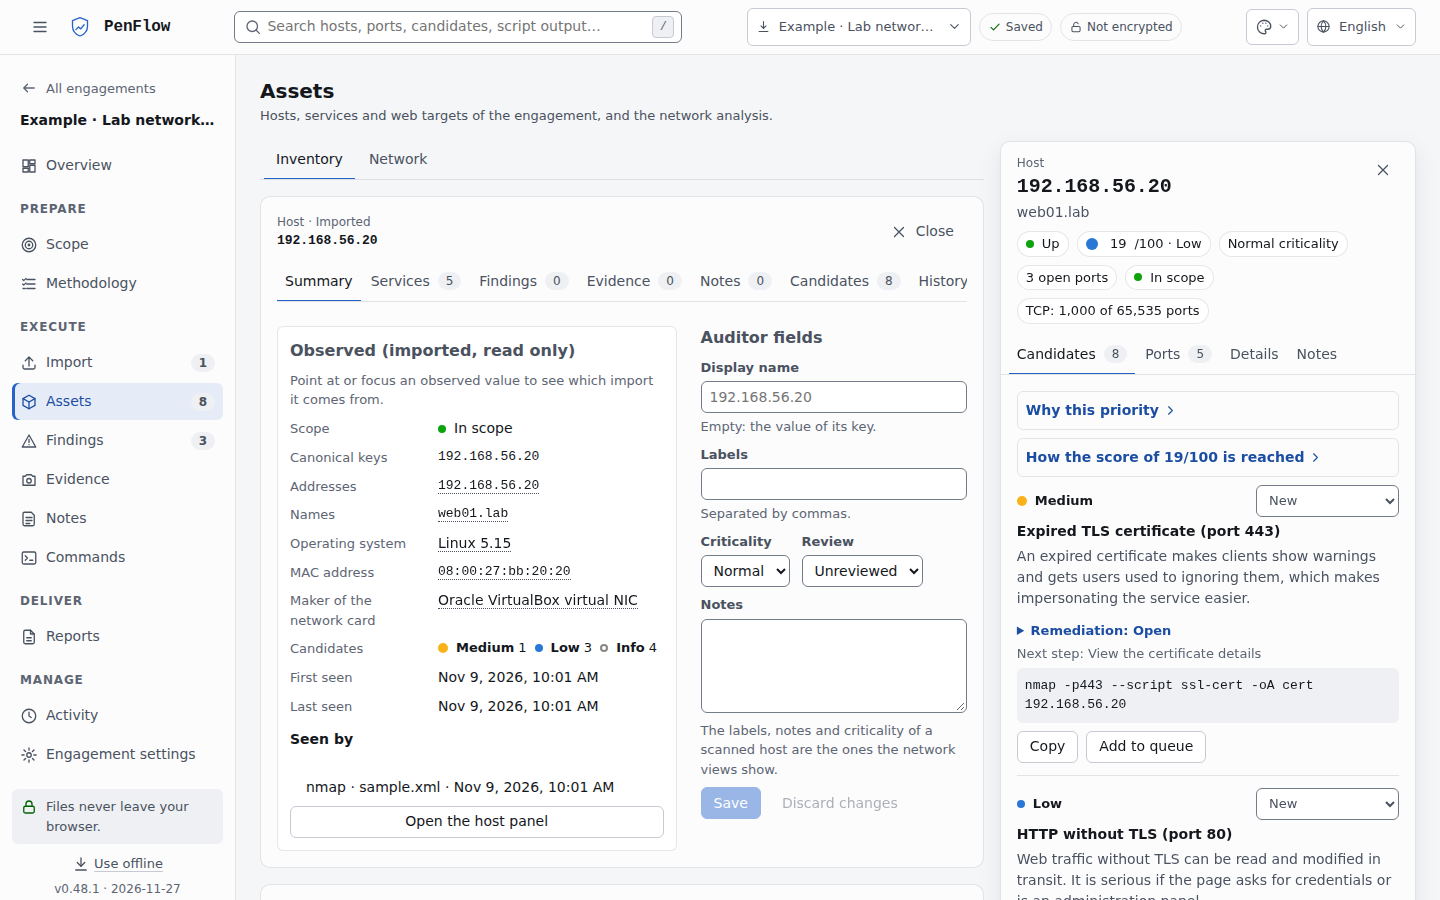 PenFlow
Search hosts, ports, candidates, script output…
/
Example · Lab networ…
Saved
Not encrypted
English
All engagements
Example · Lab network…
Overview
PREPARE
Scope
Methodology
EXECUTE
Import 1
Assets 8
Findings 3
Evidence
Notes
Commands
DELIVER
Reports
MANAGE
Activity
Engagement settings
Files never leave your
browser.
Use offline
v0.48.1 · 2026-11-27
Assets
Hosts, services and web targets of the engagement, and the network analysis.
Inventory Network
Host · Imported
192.168.56.20
Close
Summary Services 5 Findings 0 Evidence 0 Notes 0 Candidates 8 History
Observed (imported, read only)
Point at or focus an observed value to see which import
it comes from.
Scope In scope
Canonical keys 192.168.56.20
Addresses 192.168.56.20
Names web01.lab
Operating system Linux 5.15
MAC address 08:00:27:bb:20:20
Maker of the
network card
Oracle VirtualBox virtual NIC
Candidates Medium 1 Low 3 Info 4
First seen Nov 9, 2026, 10:01 AM
Last seen Nov 9, 2026, 10:01 AM
Seen by
nmap · sample.xml · Nov 9, 2026, 10:01 AM
Open the host panel
Auditor fields
Display name
192.168.56.20
Empty: the value of its key.
Labels
Separated by commas.
Criticality Review
Normal Unreviewed
Notes
The labels, notes and criticality of a
scanned host are the ones the network
views show.
Save Discard changes
Host
192.168.56.20
web01.lab
Up 19 /100 · Low Normal criticality
3 open ports In scope
TCP: 1,000 of 65,535 ports
Candidates 8 Ports 5 Details Notes
Why this priority
How the score of 19/100 is reached
Medium New
Expired TLS certificate (port 443)
An expired certificate makes clients show warnings
and gets users used to ignoring them, which makes
impersonating the service easier.
Remediation: Open
Next step: View the certificate details
nmap -p443 --script ssl-cert -oA cert
192.168.56.20
Copy Add to queue
Low New
HTTP without TLS (port 80)
Web traffic without TLS can be read and modified in
transit. It is serious if the page asks for credentials or
is an administration panel.